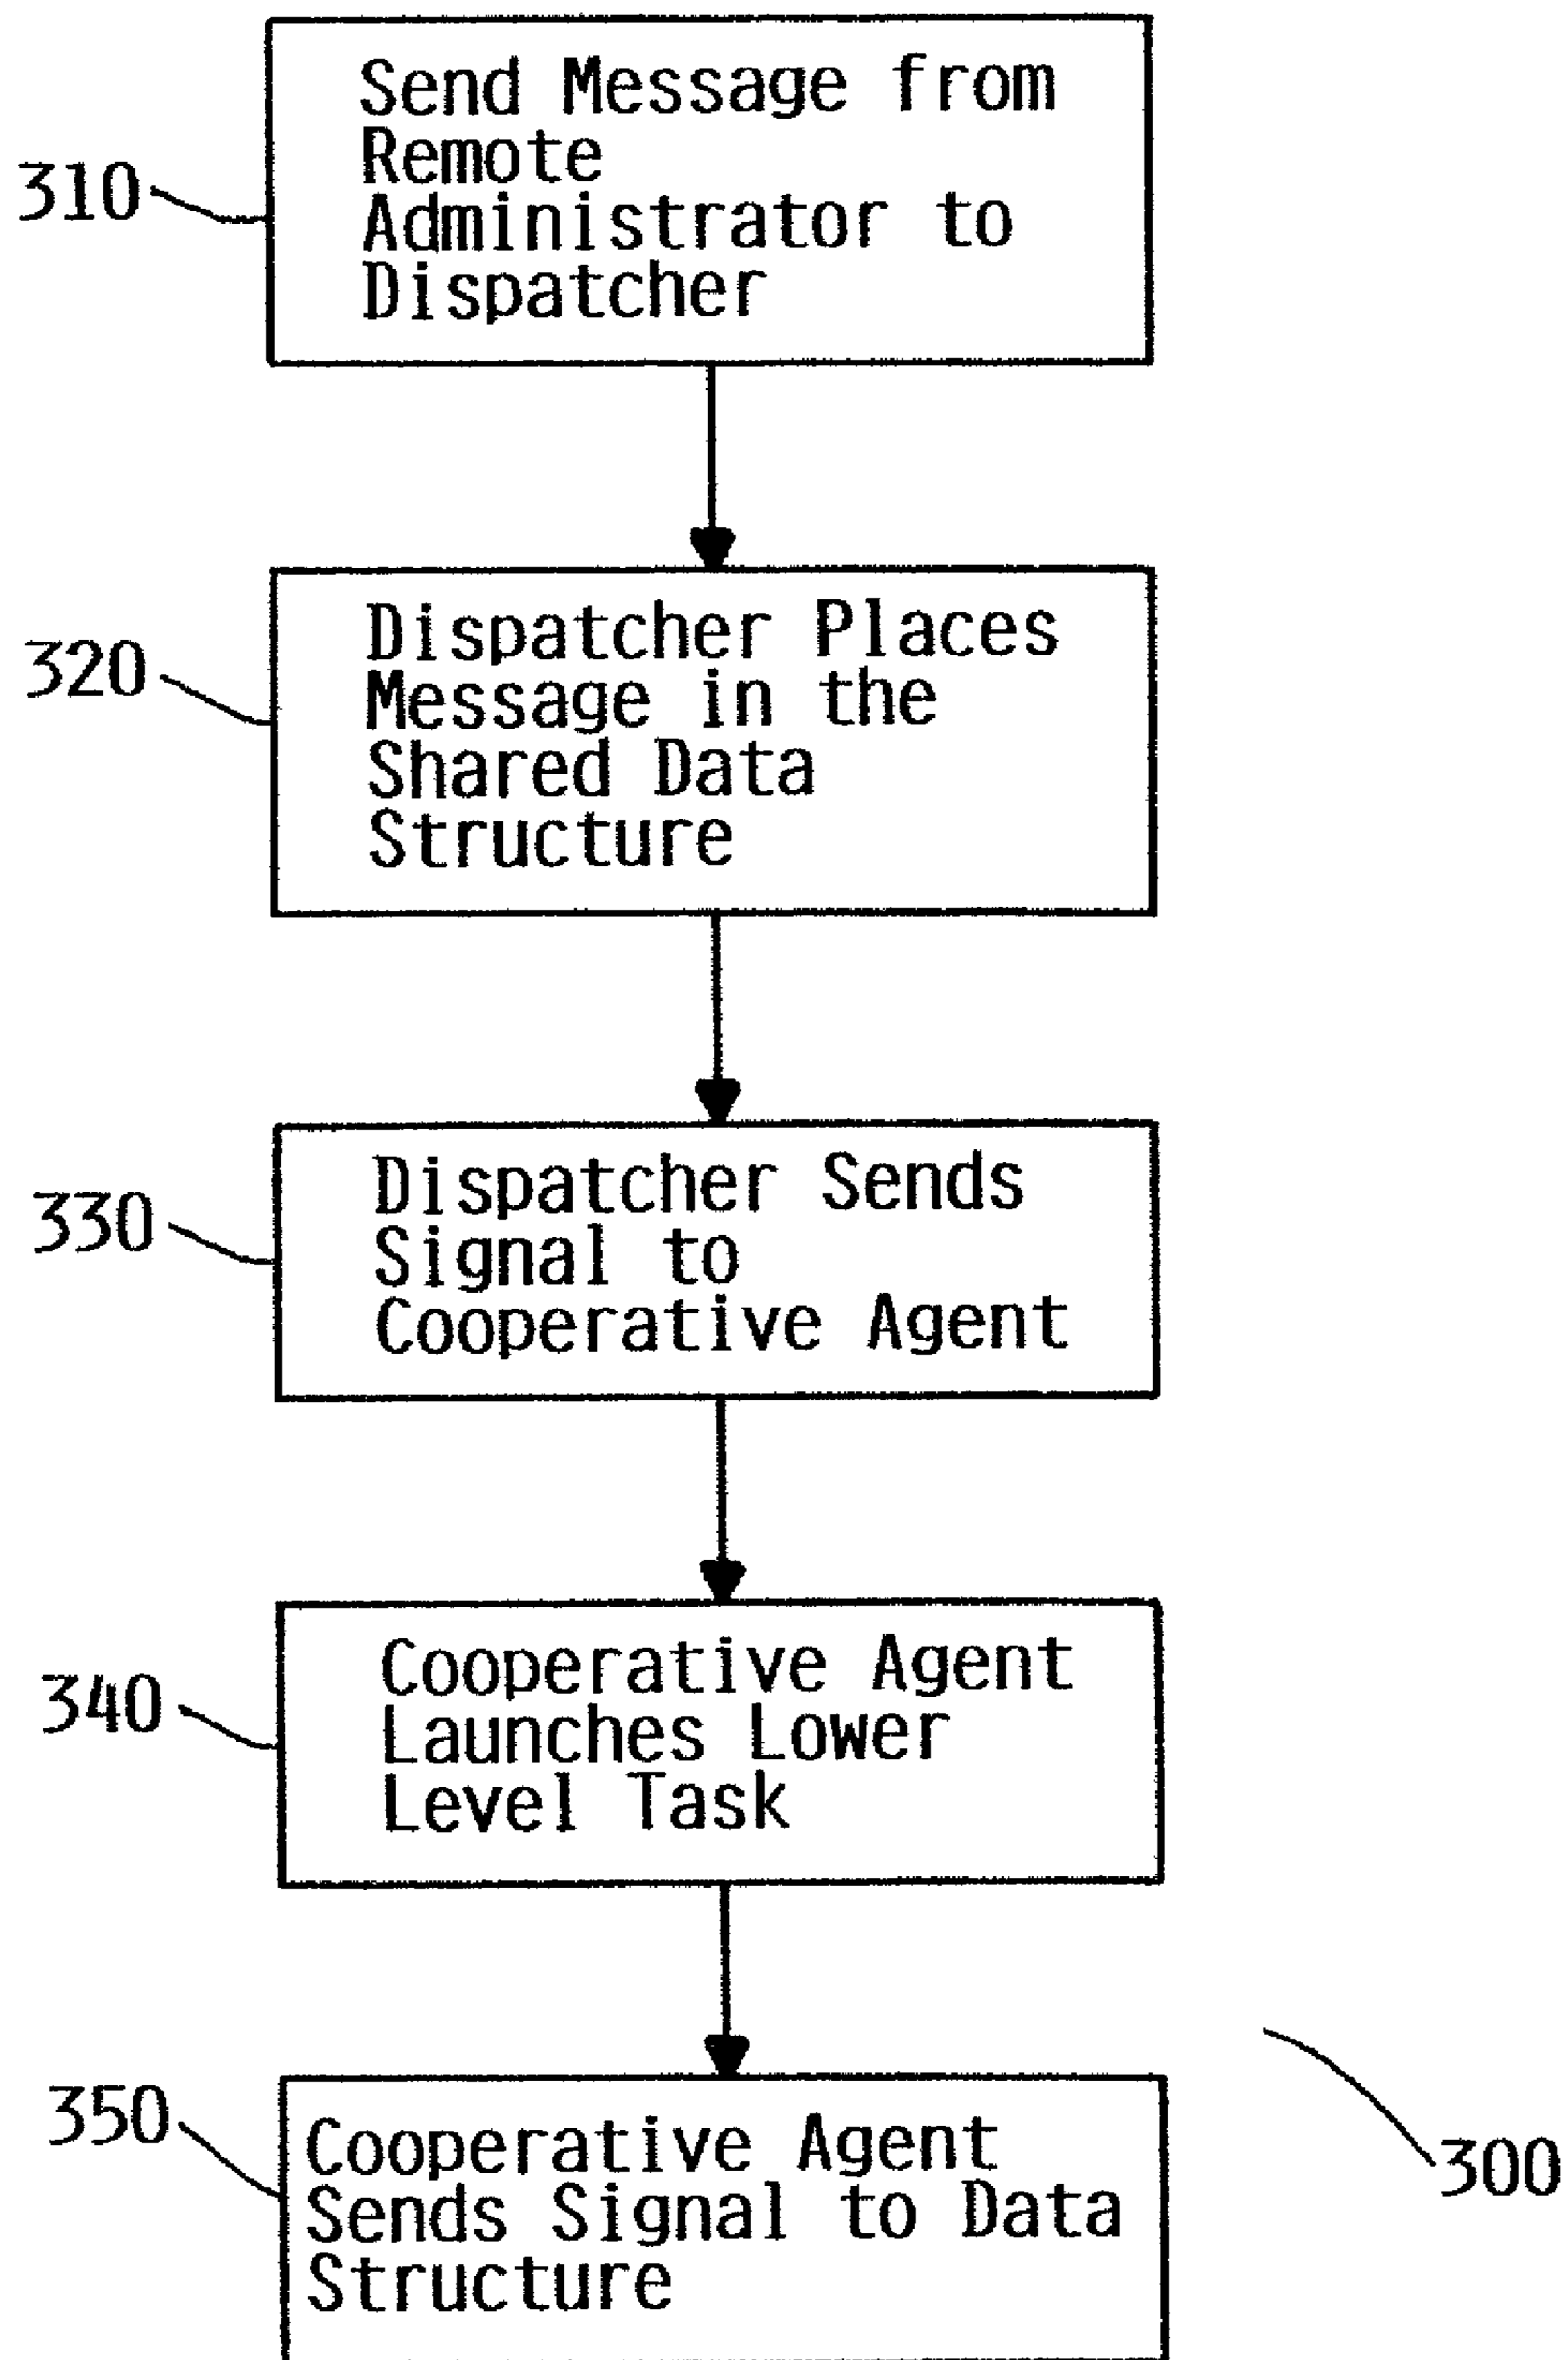 Send Message from
Remote
Administrator to
Dispatcher
310
Dispatcher Places
Message in the
Shared Data
Structure
320
Dispatcher Sends
Signal to
Cooperative Agent
330
Cooperative Agent
Launches Lower
Level Task
340
Cooperative Agent
Sends Signal to Data
Structure
350
300